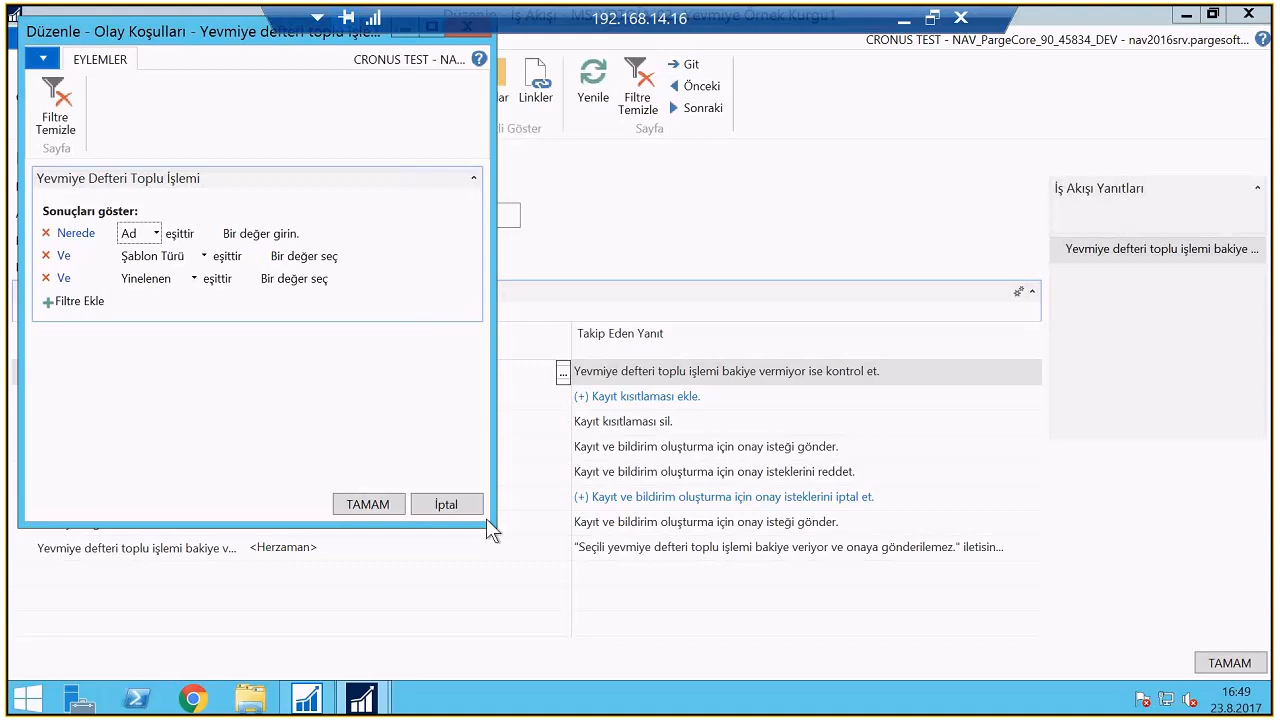 192.168.14.16
Düzenle - Olay Koşulları - Yevmiye defteri toplu işle...
CRONUS TEST - NAV_PargeCore_90_45834_DEV - nav2016srv.pargesoft...
EYLEMLER
CRONUS TEST - NA...
Filtre
Temizle
Sayfa
Linkler
Yenile
Filtre
Temizle
Git
Önceki
Sonraki
Sayfa
Yevmiye Defteri Toplu İşlemi
Sonuçları göster:
Nerede Ad eşittir Bir değer girin.
Ve Şablon Türü eşittir Bir değer seç
Ve Yinelenen eşittir Bir değer seç
Filtre Ekle
TAMAM İptal
İş Akışı Yanıtları
Yevmiye defteri toplu işlemi bakiye ...
Takip Eden Yanıt
... Yevmiye defteri toplu işlemi bakiye vermiyor ise kontrol et.
(+) Kayıt kısıtlaması ekle.
Kayıt kısıtlaması sil.
Kayıt ve bildirim oluşturma için onay isteği gönder.
Kayıt ve bildirim oluşturma için onay isteklerini reddet.
(+) Kayıt ve bildirim oluşturma için onay isteklerini iptal et.
Kayıt ve bildirim oluşturma için onay isteği gönder.
Yevmiye defteri toplu işlemi bakiye v... <Herzaman> "Seçili yevmiye defteri toplu işlemi bakiye veriyor ve onaya gönderilemez." iletisin...
TAMAM
16:49
23.8.2017